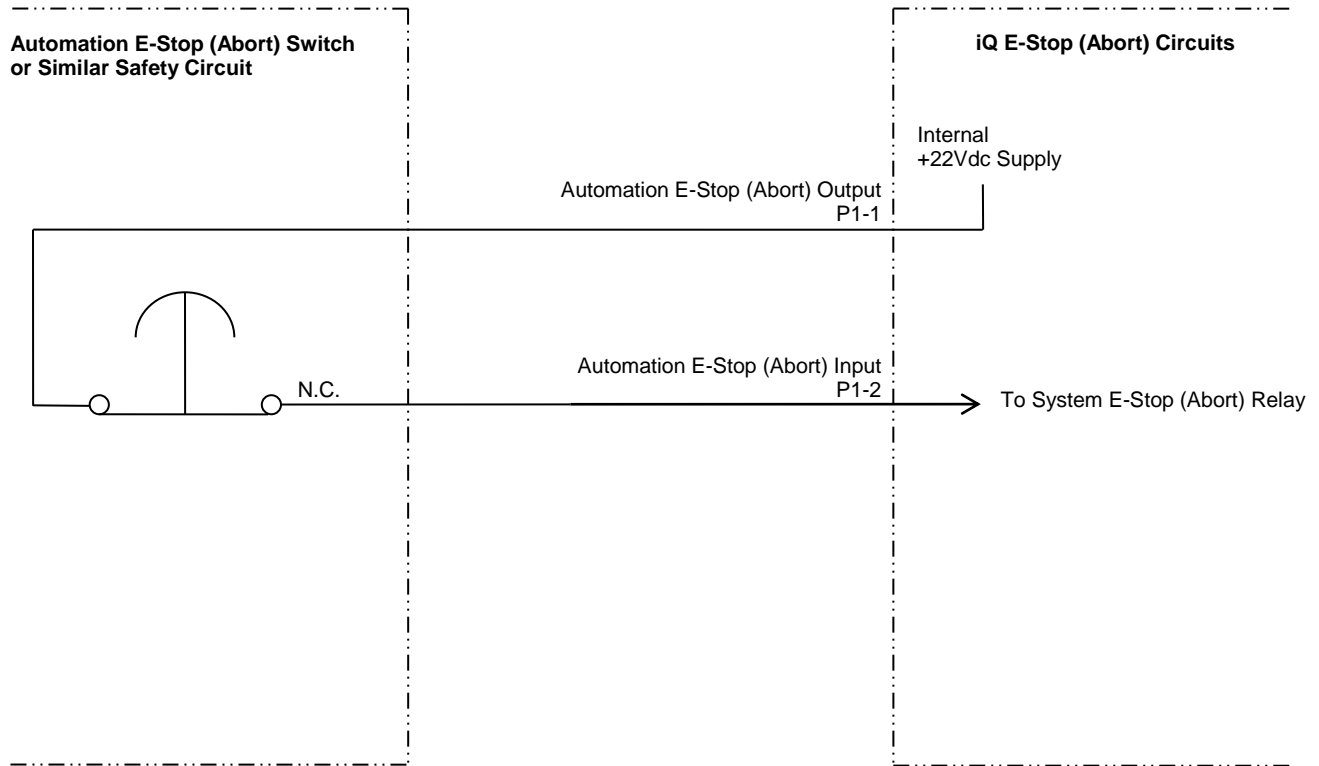 Automation E-Stop (Abort) Switch
or Similar Safety Circuit
iQ E-Stop (Abort) Circuits
Internal
+22Vdc Supply
Automation E-Stop (Abort) Output
P1-1
Automation E-Stop (Abort) Input
P1-2
N.C.
To System E-Stop (Abort) Relay